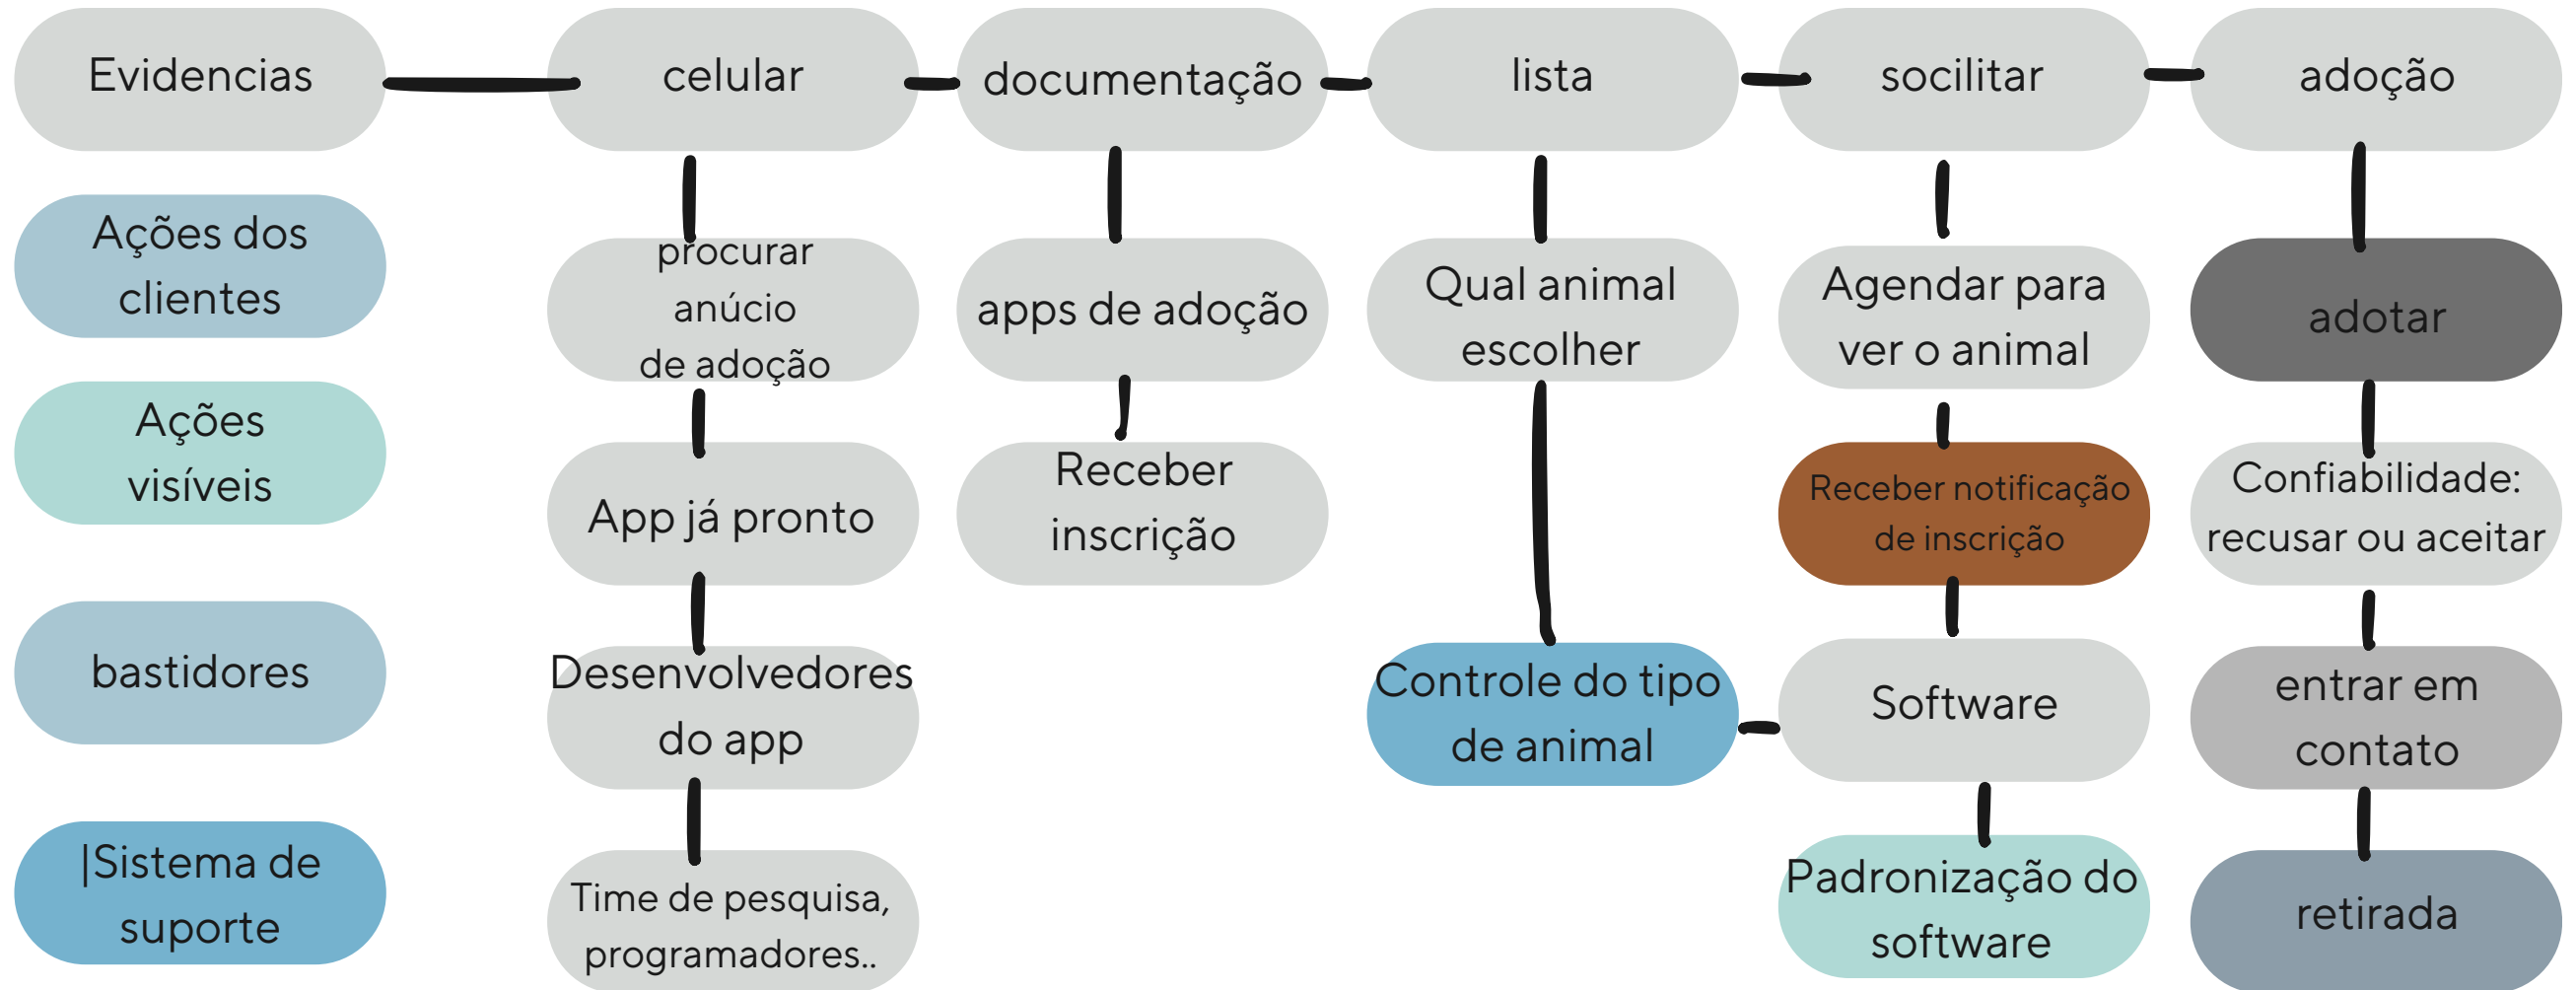 Evidencias
celular
documentação
lista
socilitar
adoção
Ações dos
clientes
procurar
anúcio
de adoção
apps de adoção
Qual animal
escolher
Agendar para
ver o animal
adotar
Ações
visíveis
App já pronto
Receber
inscrição
Receber notificação
de inscrição
Confiabilidade:
recusar ou aceitar
bastidores
Desenvolvedores
do app
Controle do tipo
de animal
Software
entrar em
contato
|Sistema de
suporte
Time de pesquisa,
programadores..
Padronização do
software
retirada